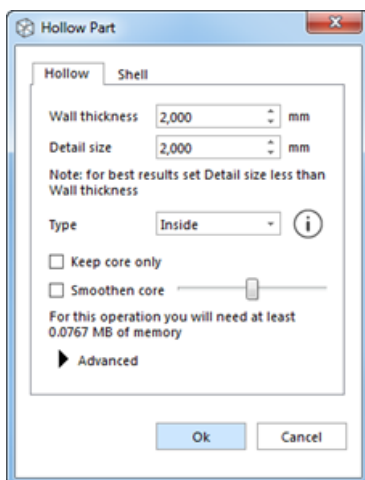 Hollow Part
Hollow Shell
Wall thickness 2,000 mm
Detail size 2,000 mm
Note: for best results set Detail size less than
Wall thickness
Type Inside i
Keep core only
Smoothen core
For this operation you will need at least
0.0767 MB of memory
Advanced
Ok Cancel